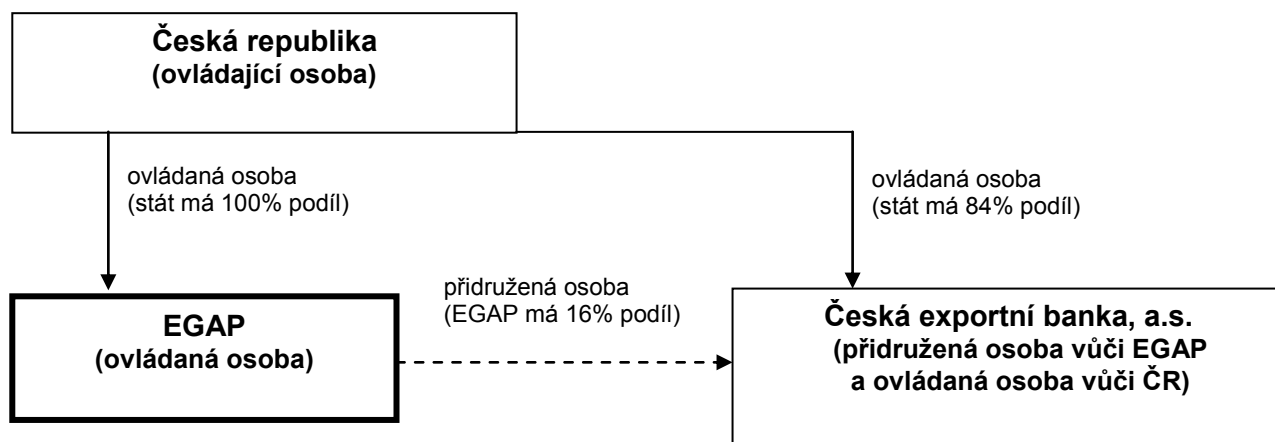 Česká republika
(ovládající osoba)
ovládaná osoba
(stát má 100% podíl)
ovládaná osoba
(stát má 84% podíl)
přidružená osoba
(EGAP má 16% podíl)
EGAP
(ovládaná osoba)
Česká exportní banka, a.s.
(přidružená osoba vůči EGAP
a ovládaná osoba vůči ČR)